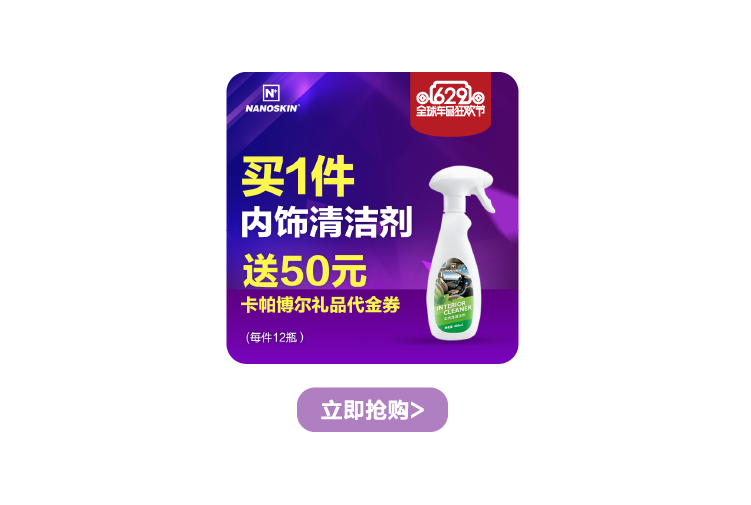 N+
NANOSKIN
629
全球车品狂欢节
买1件
内饰清洁剂
送50元
卡帕博尔礼品代金券
(每件12瓶)
NANOSKIN
INTERIOR
CLEANER
立即抢购>